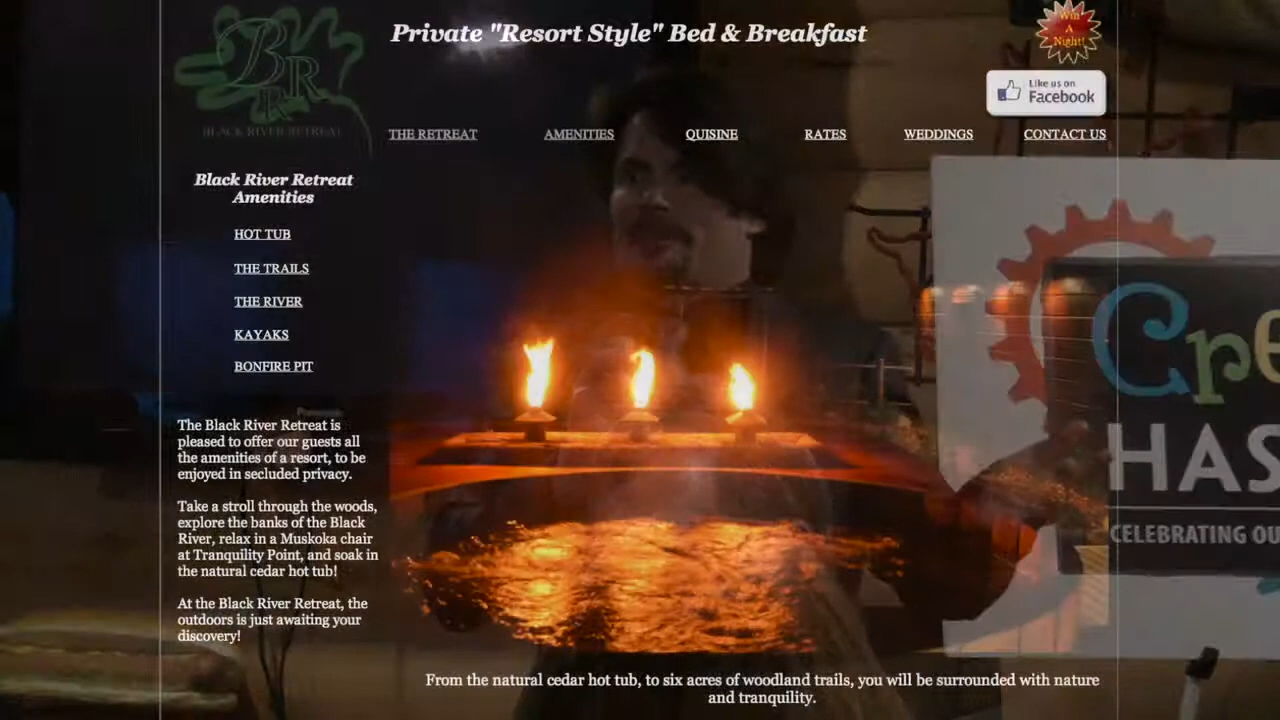 Private "Resort Style" Bed & Breakfast
Win
A
Night!
Like us on
Facebook
BR
R
BLACK RIVER RETREAT
THE RETREAT AMENITIES QUISINE RATES WEDDINGS CONTACT US
Black River Retreat
Amenities
HOT TUB
THE TRAILS
THE RIVER
KAYAKS
BONFIRE PIT
The Black River Retreat is
pleased to offer our guests all
the amenities of a resort, to be
enjoyed in secluded privacy.
Take a stroll through the woods,
explore the banks of the Black
River, relax in a Muskoka chair
at Tranquility Point, and soak in
the natural cedar hot tub!
At the Black River Retreat, the
outdoors is just awaiting your
discovery!
Cre
HAS
CELEBRATING OU
From the natural cedar hot tub, to six acres of woodland trails, you will be surrounded with nature
and tranquility.